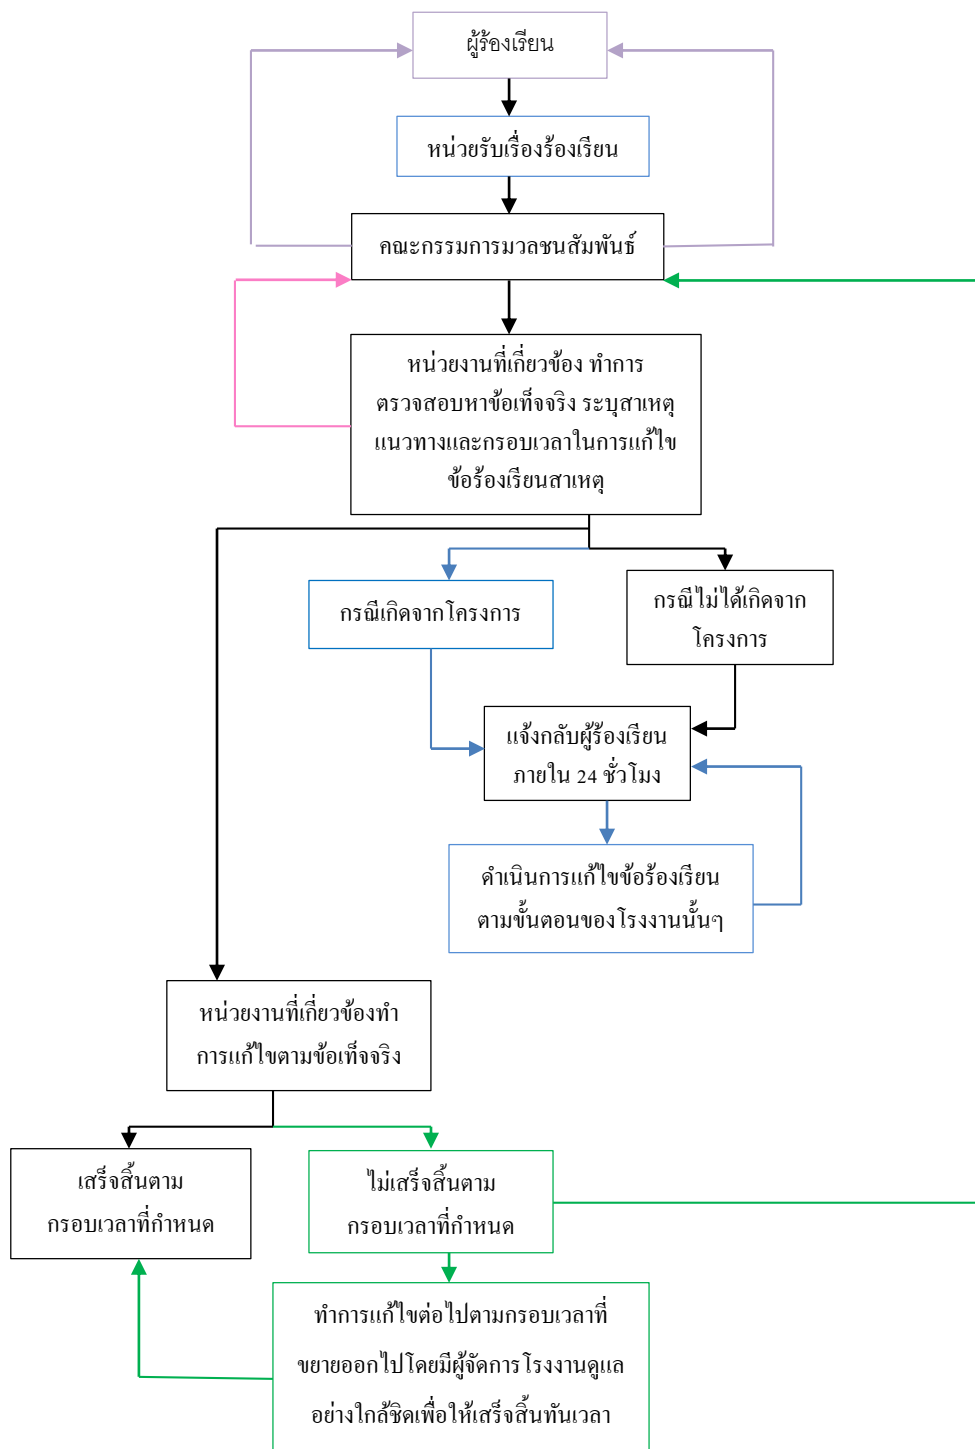 ผู้ร้องเรียน
หน่วยรับเรื่องร้องเรียน
คณะกรรมการมวลชนสัมพันธ์
หน่วยงานที่เกี่ยวข้อง ทำการ
ตรวจสอบหาข้อเท็จจริง ระบุสาเหตุ
แนวทางและกรอบเวลาในการแก้ไข
ข้อร้องเรียนสาเหตุ
กรณีเกิดจากโครงการ
กรณีไม่ได้เกิดจาก
โครงการ
แจ้งกลับผู้ร้องเรียน
ภายใน 24 ชั่วโมง
ดำเนินการแก้ไขข้อร้องเรียน
ตามขั้นตอนของโรงงานนั้นๆ
หน่วยงานที่เกี่ยวข้องทำ
การแก้ไขตามข้อเท็จจริง
เสร็จสิ้นตาม
กรอบเวลาที่กำหนด
ไม่เสร็จสิ้นตาม
กรอบเวลาที่กำหนด
ทำการแก้ไขต่อไปตามกรอบเวลาที่
ขยายออกไปโดยมีผู้จัดการโรงงานดูแล
อย่างใกล้ชิดเพื่อให้เสร็จสิ้นทันเวลา